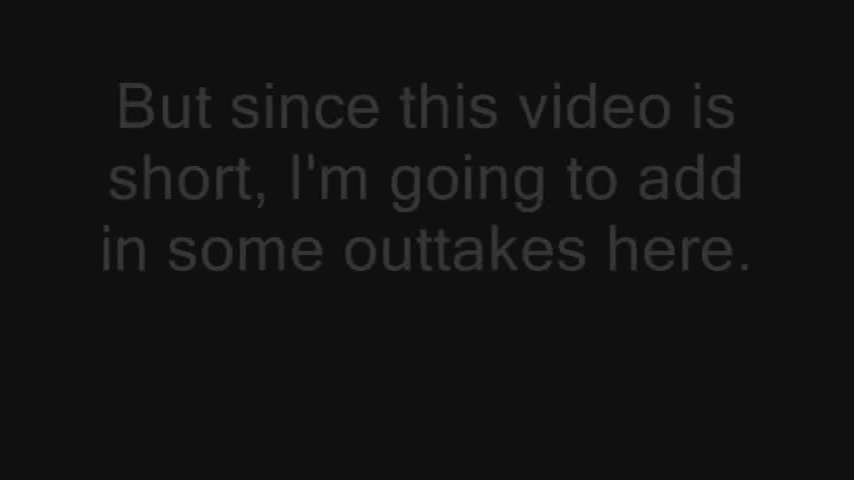 But since this video is
short, I'm going to add
in some outtakes here.